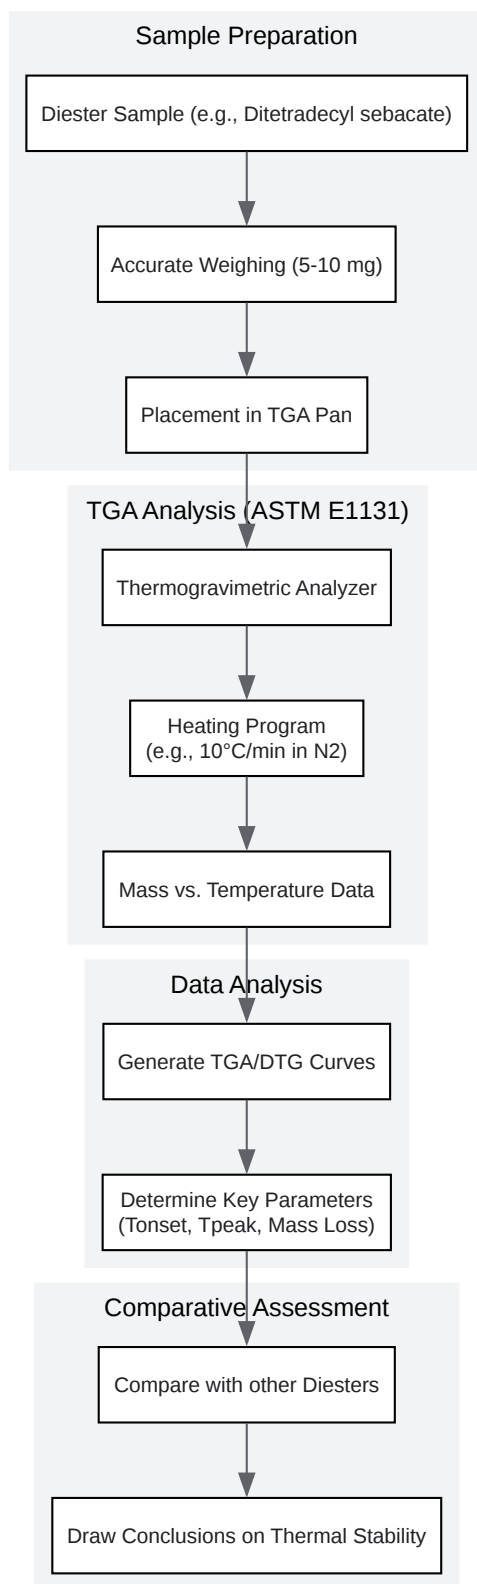 Sample Preparation
Diester Sample (e.g., Ditetradecyl sebacate)
Accurate Weighing (5-10 mg)
Placement in TGA Pan
TGA Analysis (ASTM E1131)
Thermogravimetric Analyzer
Heating Program
(e.g., 10°C/min in N2)
Mass vs. Temperature Data
Data Analysis
Generate TGA/DTG Curves
Determine Key Parameters
(Tonset, Tpeak, Mass Loss)
Comparative Assessment
Compare with other Diesters
Draw Conclusions on Thermal Stability